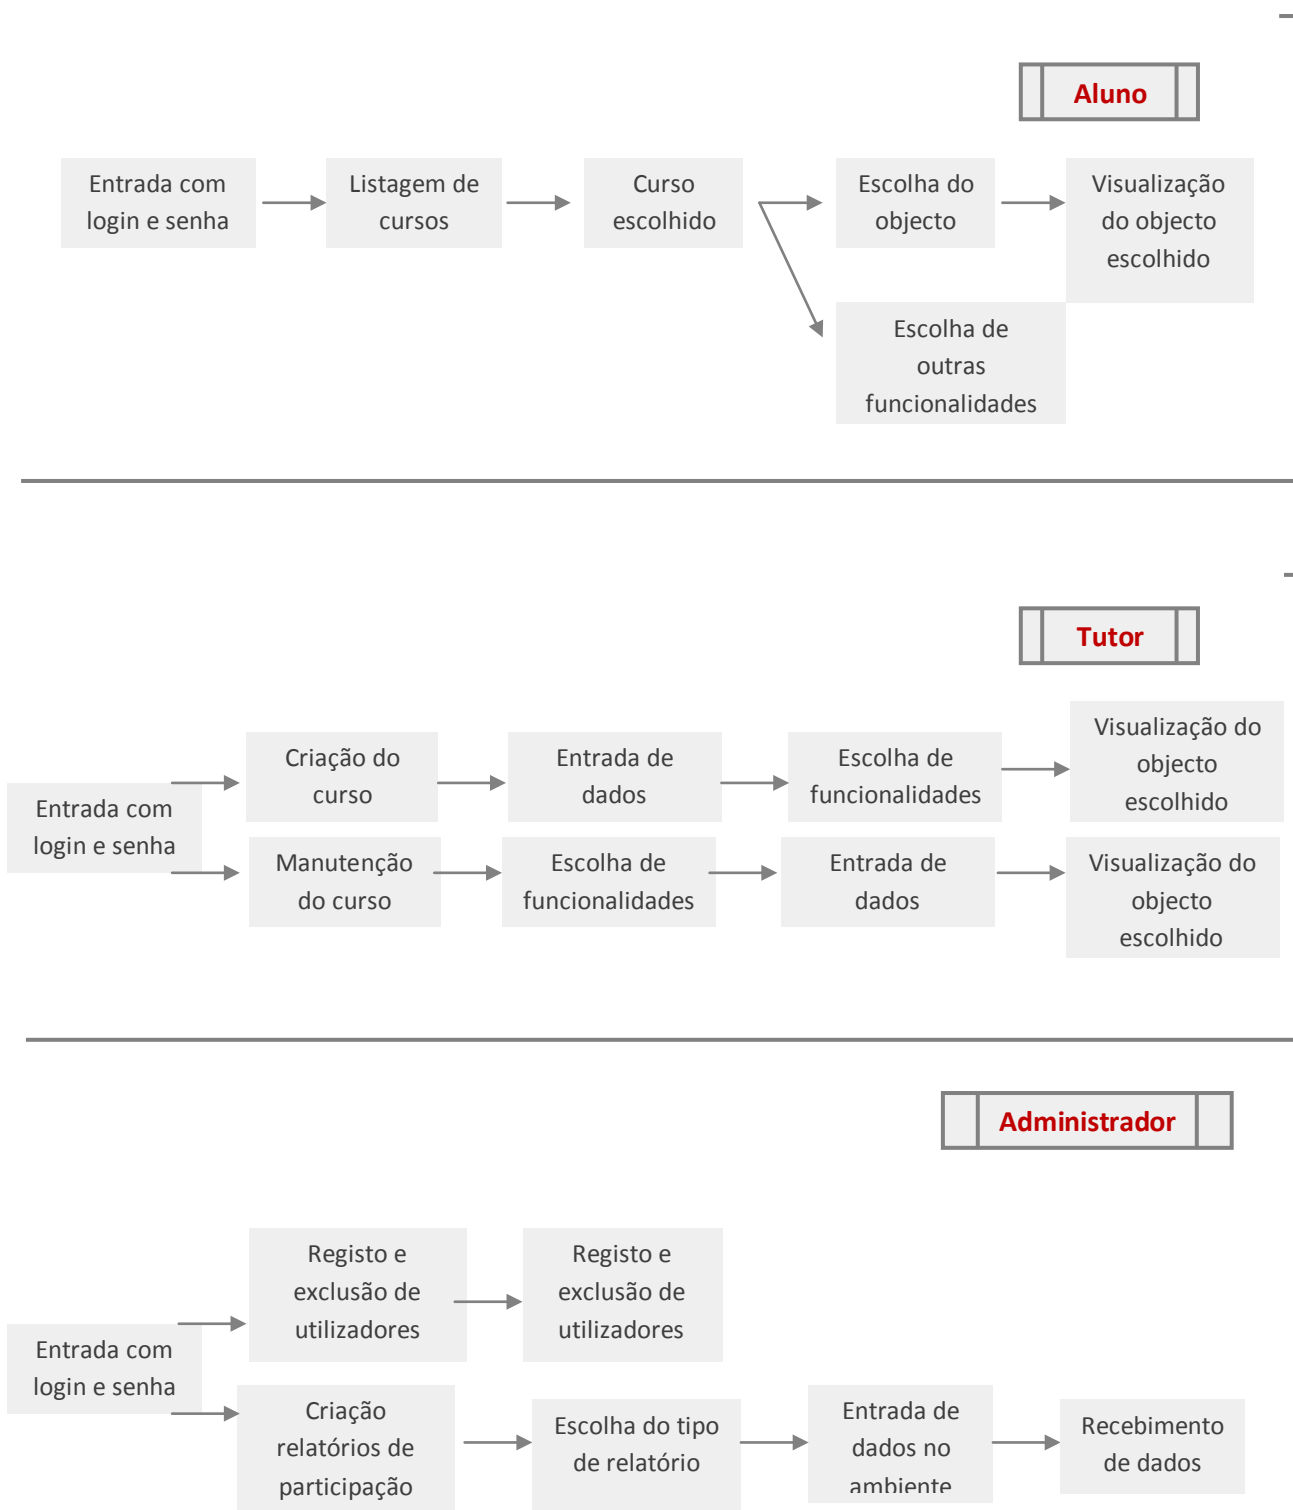 Aluno
Entrada com
login e senha
Listagem de
cursos
Curso
escolhido
Escolha do
objecto
Visualização
do objecto
escolhido
Escolha de
outras
funcionalidades
Tutor
Entrada com
login e senha
Criação do
curso
Entrada de
dados
Escolha de
funcionalidades
Visualização do
objecto
escolhido
Manutenção
do curso
Escolha de
funcionalidades
Entrada de
dados
Visualização do
objecto
escolhido
Administrador
Entrada com
login e senha
Registo e
exclusão de
utilizadores
Registo e
exclusão de
utilizadores
Criação
relatórios de
participação
Escolha do tipo
de relatório
Entrada de
dados no
ambiente
Recebimento
de dados